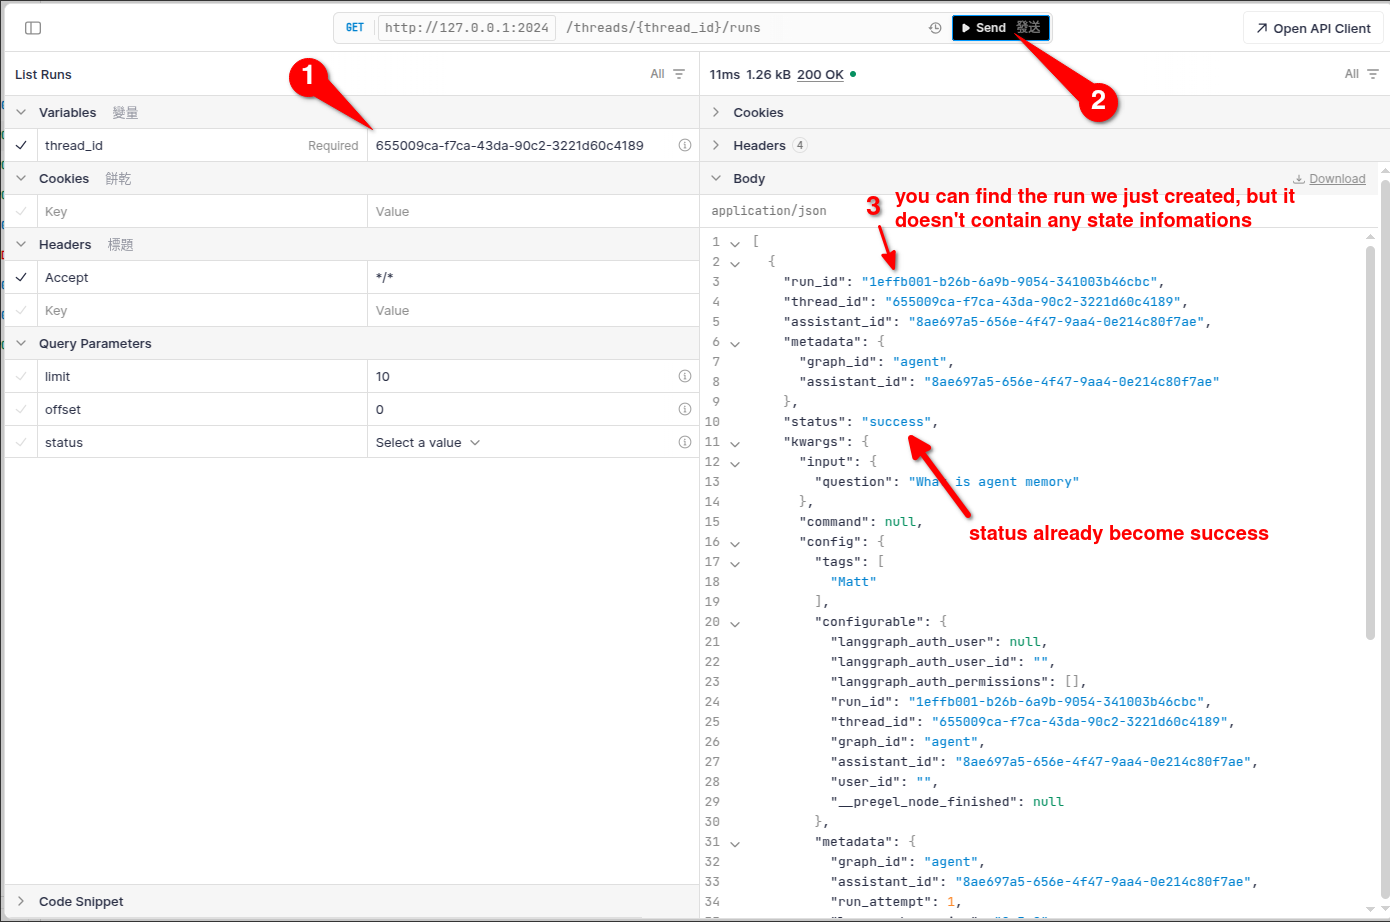 GET http://127.0.0.1:2024 /threads/{thread_id}/runs Send 發送 Open API Client
List Runs All
1
Variables 變量
thread_id Required 655009ca-f7ca-43da-90c2-3221d60c4189
Cookies 餅乾
Key Value
Headers 標題
Accept */*
Key Value
Query Parameters
limit 10
offset 0
status Select a value
Code Snippet
11ms 1.26 kB 200 OK All
2
Cookies
Headers 4
Body Download
application/json
3 you can find the run we just created, but it
doesn't contain any state infomations
1 [
2 {
3 "run_id": "1effb001-b26b-6a9b-9054-341003b46cbc",
4 "thread_id": "655009ca-f7ca-43da-90c2-3221d60c4189",
5 "assistant_id": "8ae697a5-656e-4f47-9aa4-0e214c80f7ae",
6 "metadata": {
7 "graph_id": "agent",
8 "assistant_id": "8ae697a5-656e-4f47-9aa4-0e214c80f7ae"
9 },
10 "status": "success",
11 "kwargs": {
12 "input": {
13 "question": "What is agent memory"
14 },
15 "command": null,
status already become success
16 "config": {
17 "tags": [
18 "Matt"
19 ],
20 "configurable": {
21 "langgraph_auth_user": null,
22 "langgraph_auth_user_id": "",
23 "langgraph_auth_permissions": [],
24 "run_id": "1effb001-b26b-6a9b-9054-341003b46cbc",
25 "thread_id": "655009ca-f7ca-43da-90c2-3221d60c4189",
26 "graph_id": "agent",
27 "assistant_id": "8ae697a5-656e-4f47-9aa4-0e214c80f7ae",
28 "user_id": "",
29 "__pregel_node_finished": null
30 },
31 "metadata": {
32 "graph_id": "agent",
33 "assistant_id": "8ae697a5-656e-4f47-9aa4-0e214c80f7ae",
34 "run_attempt": 1,